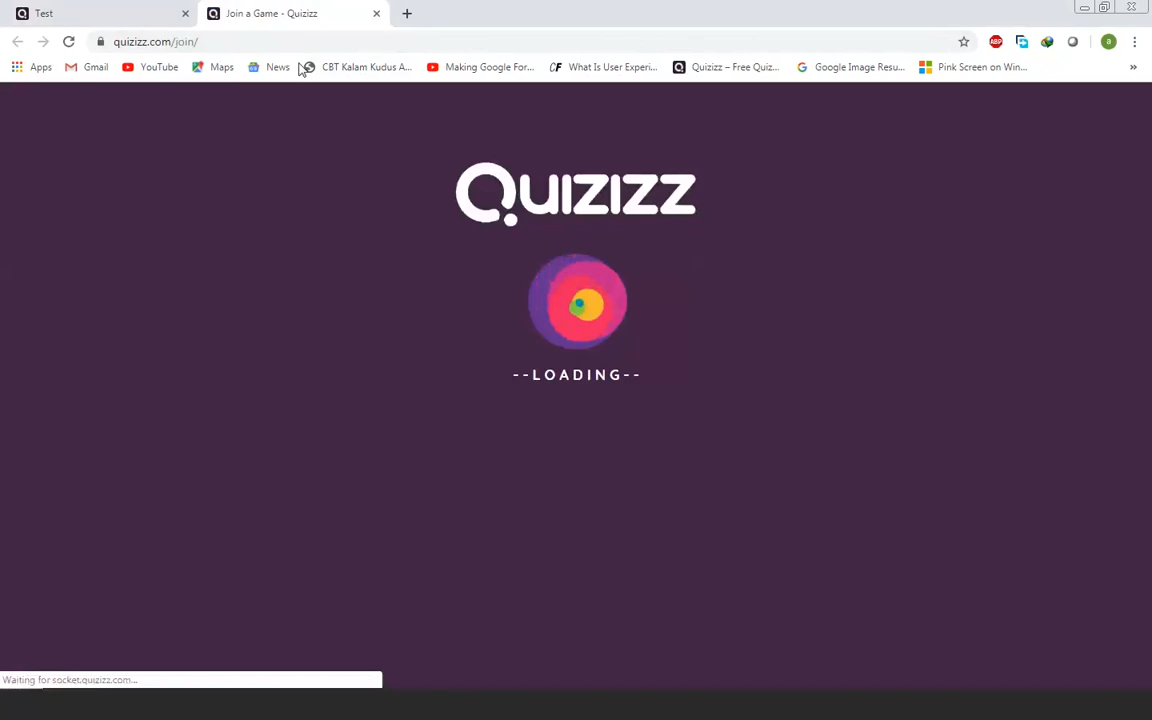 Test
Join a Game - Quizizz
quizizz.com/join/
ABP
a
Apps
Gmail
YouTube
Maps
News
CBT Kalam Kudus A...
Making Google For...
CF What Is User Experi...
Quizizz – Free Quiz...
Google Image Resu...
Pink Screen on Win...
»
Quizizz
--LOADING--
Waiting for socket.quizizz.com...